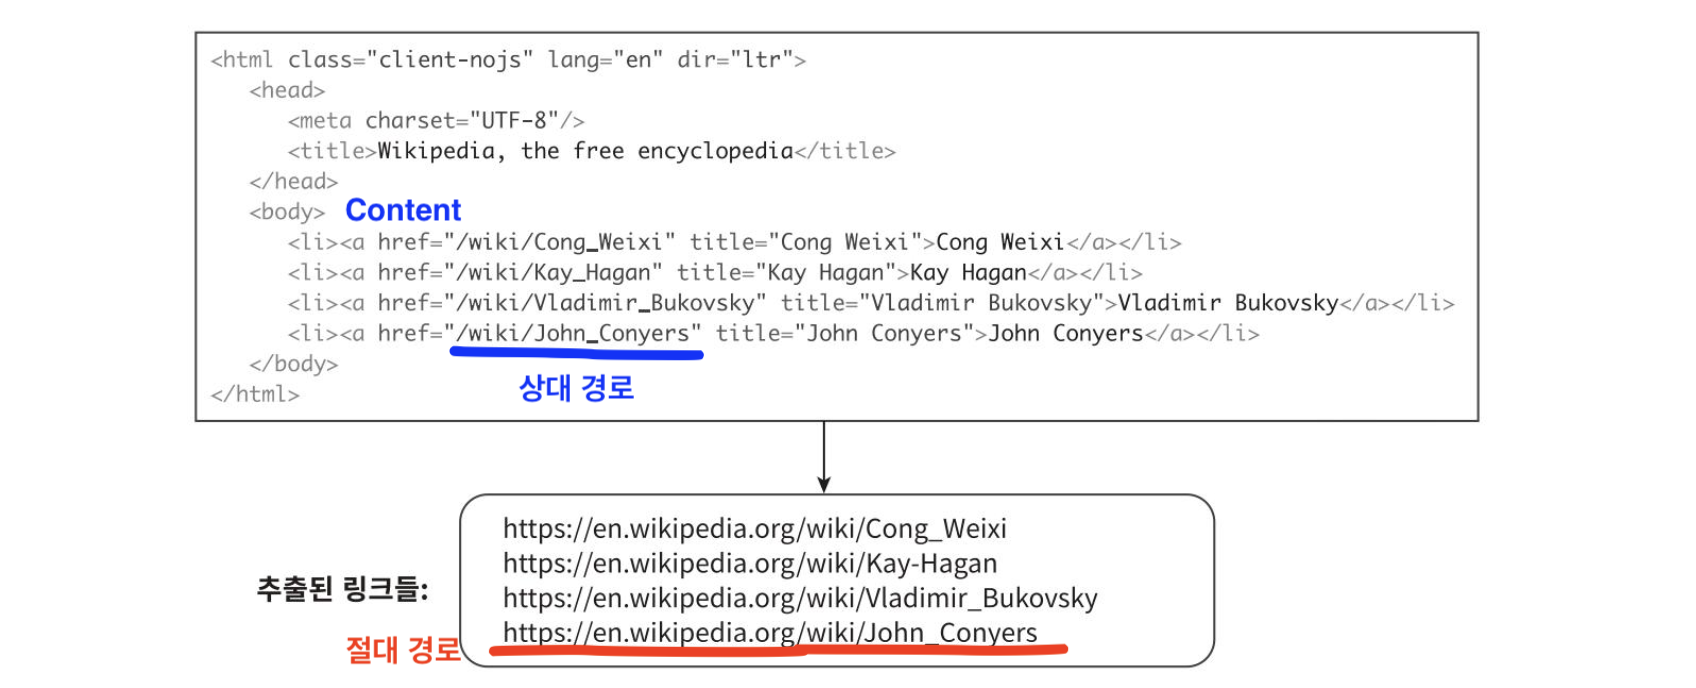 <html class="client-nojs" lang="en" dir="ltr">
<head>
<meta charset="UTF-8"/>
<title>Wikipedia, the free encyclopedia</title>
</head>
<body> Content
<li><a href="/wiki/Cong_Weixi" title="Cong Weixi">Cong Weixi</a></li>
<li><a href="/wiki/Kay_Hagan" title="Kay Hagan">Kay Hagan</a></li>
<li><a href="/wiki/Vladimir_Bukovsky" title="Vladimir Bukovsky">Vladimir Bukovsky</a></li>
<li><a href="/wiki/John_Conyers" title="John Conyers">John Conyers</a></li>
</body>
상대 경로
</html>
추출된 링크들:
https://en.wikipedia.org/wiki/Cong_Weixi
https://en.wikipedia.org/wiki/Kay-Hagan
https://en.wikipedia.org/wiki/Vladimir_Bukovsky
https://en.wikipedia.org/wiki/John_Conyers
절대 경로